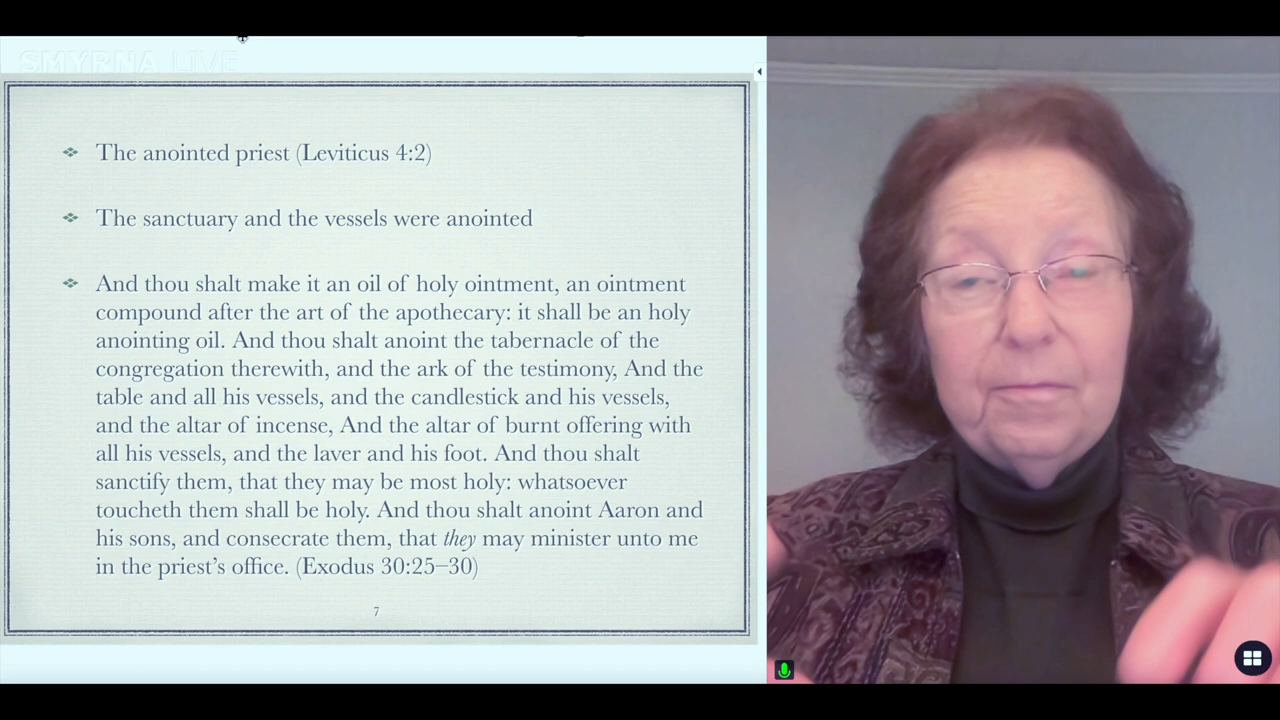 SMYRNA LIVE
The anointed priest (Leviticus 4:2)
The sanctuary and the vessels were anointed
And thou shalt make it an oil of holy ointment, an ointment
compound after the art of the apothecary: it shall be an holy
anointing oil. And thou shalt anoint the tabernacle of the
congregation therewith, and the ark of the testimony, And the
table and all his vessels, and the candlestick and his vessels,
and the altar of incense, And the altar of burnt offering with
all his vessels, and the laver and his foot. And thou shalt
sanctify them, that they may be most holy: whatsoever
toucheth them shall be holy. And thou shalt anoint Aaron and
his sons, and consecrate them, that they may minister unto me
in the priest's office. (Exodus 30:25–30)
7